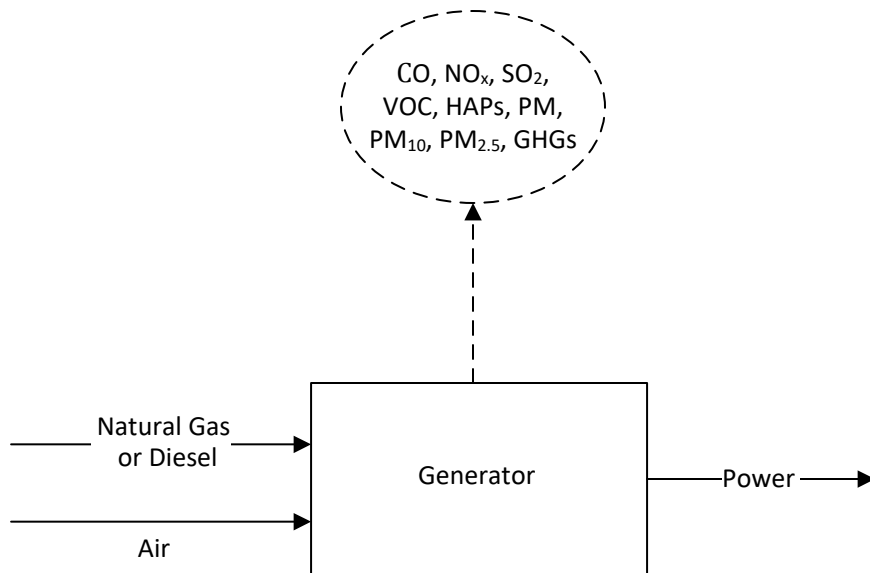 CO, NOₓ, SO₂,
VOC, HAPs, PM,
PM₁₀, PM₂.₅, GHGs
Natural Gas
or Diesel
Generator
Power
Air